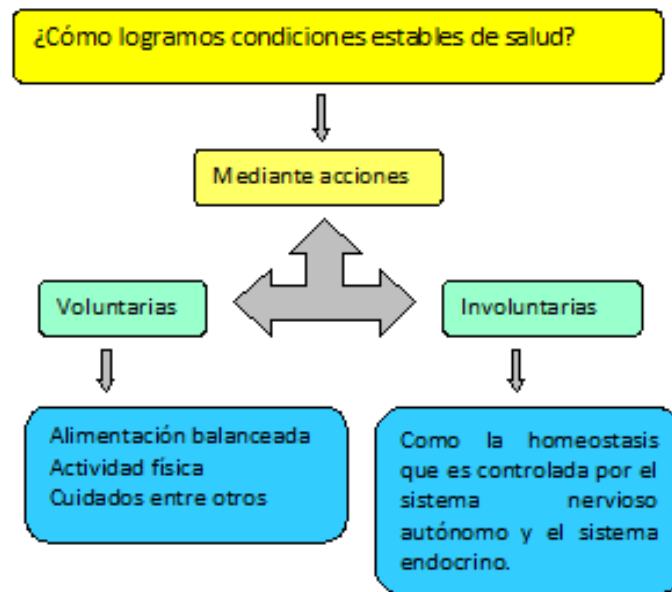 ¿Cómo logramos condiciones estables de salud?
Mediante acciones
Voluntarias
Involuntarias
Alimentación balanceada
Actividad física
Cuidados entre otros
Como la homeostasis
que es controlada por el
sistema nervioso
autónomo y el sistema
endocrino.